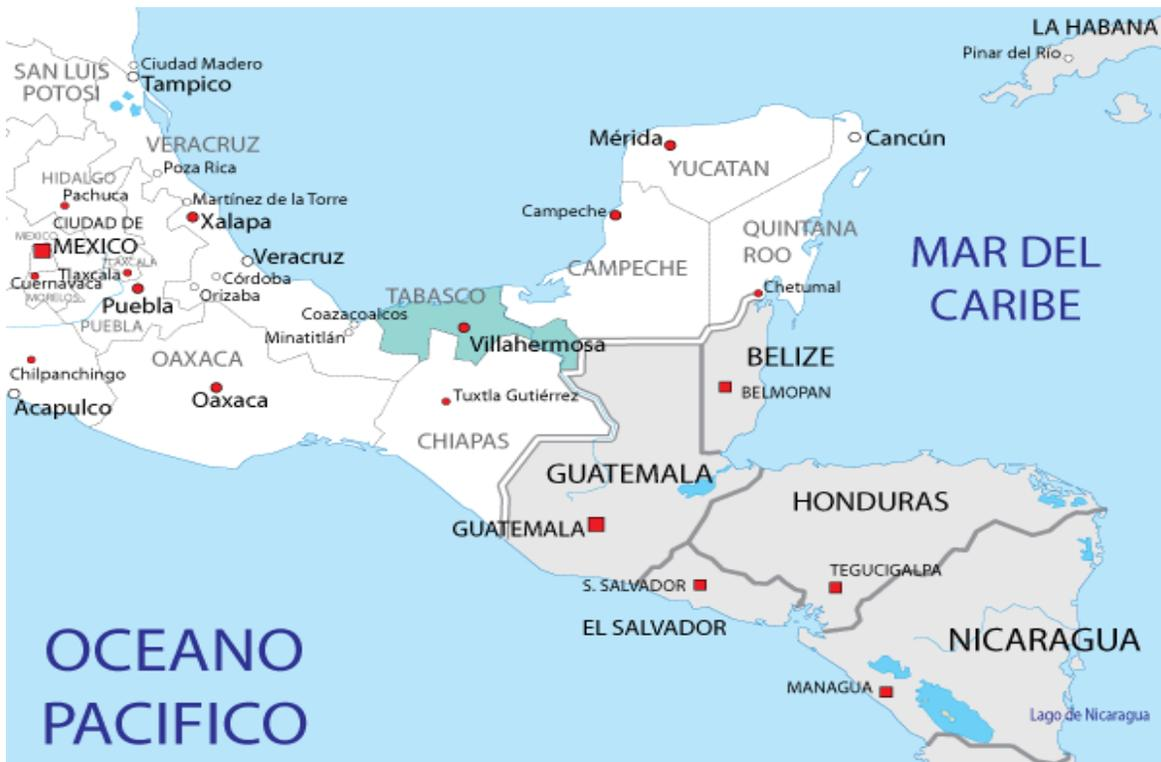 LA HABANA
Pinar del Río
Ciudad Madero
SAN LUIS
POTOSI
Tampico
VERACRUZ
Poza Rica
HIDALGO
Pachuca
Martínez de la Torre
CIUDAD DE
Xalapa
MEXICO
MEXICO
TLAXCALA
Tlaxcala
Cuernavaca
MORELOS
Puebla
PUEBLA
Veracruz
Córdoba
Orizaba
Mérida
YUCATAN
Cancún
Campeche
CAMPECHE
QUINTANA
ROO
Chetumal
MAR DEL
CARIBE
TABASCO
Coazacoalcos
Minatitlán
Villahermosa
OAXACA
Oaxaca
Chilpanchingo
Acapulco
Tuxtla Gutiérrez
CHIAPAS
BELIZE
BELMOPAN
GUATEMALA
GUATEMALA
HONDURAS
TEGUCIGALPA
S. SALVADOR
EL SALVADOR
NICARAGUA
MANAGUA
Lago de Nicaragua
OCEANO
PACIFICO